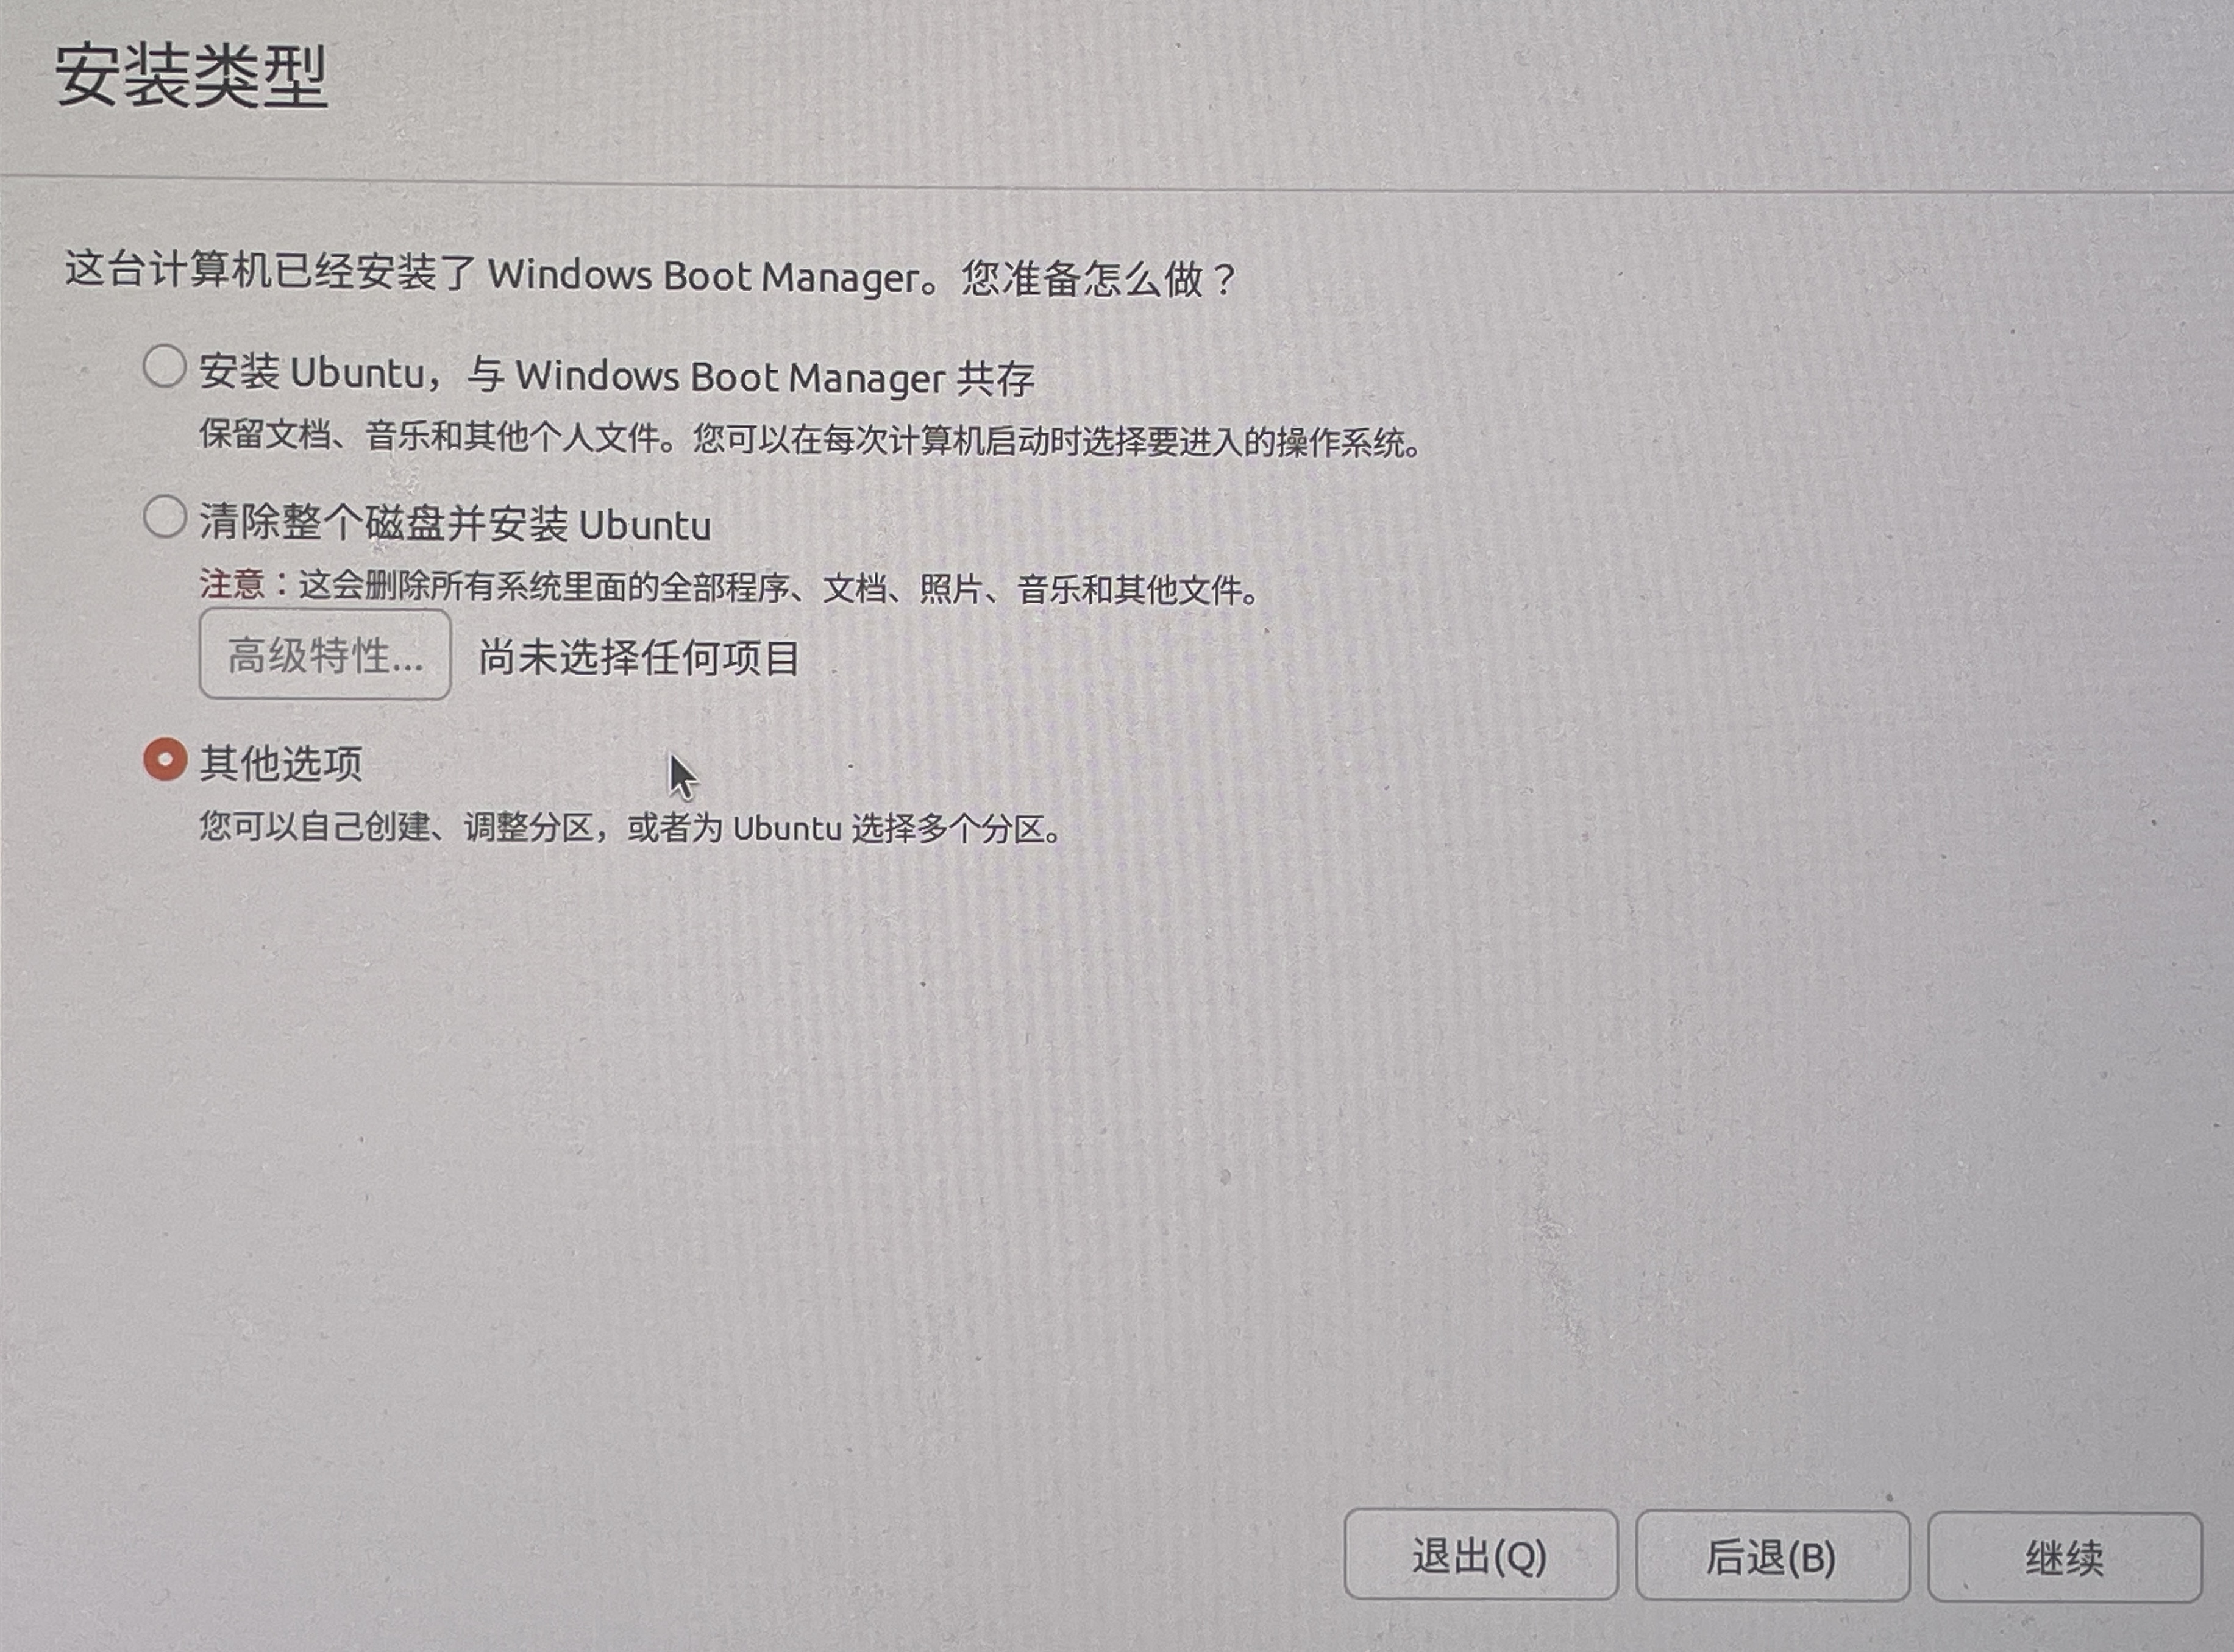 安装类型
这台计算机已经安装了 Windows Boot Manager。您准备怎么做？
安装 Ubuntu，与 Windows Boot Manager 共存
保留文档、音乐和其他个人文件。您可以在每次计算机启动时选择要进入的操作系统。
清除整个磁盘并安装 Ubuntu
注意：这会删除所有系统里面的全部程序、文档、照片、音乐和其他文件。
高级特性... 尚未选择任何项目
其他选项
您可以自己创建、调整分区，或者为 Ubuntu 选择多个分区。
退出(Q) 后退(B) 继续